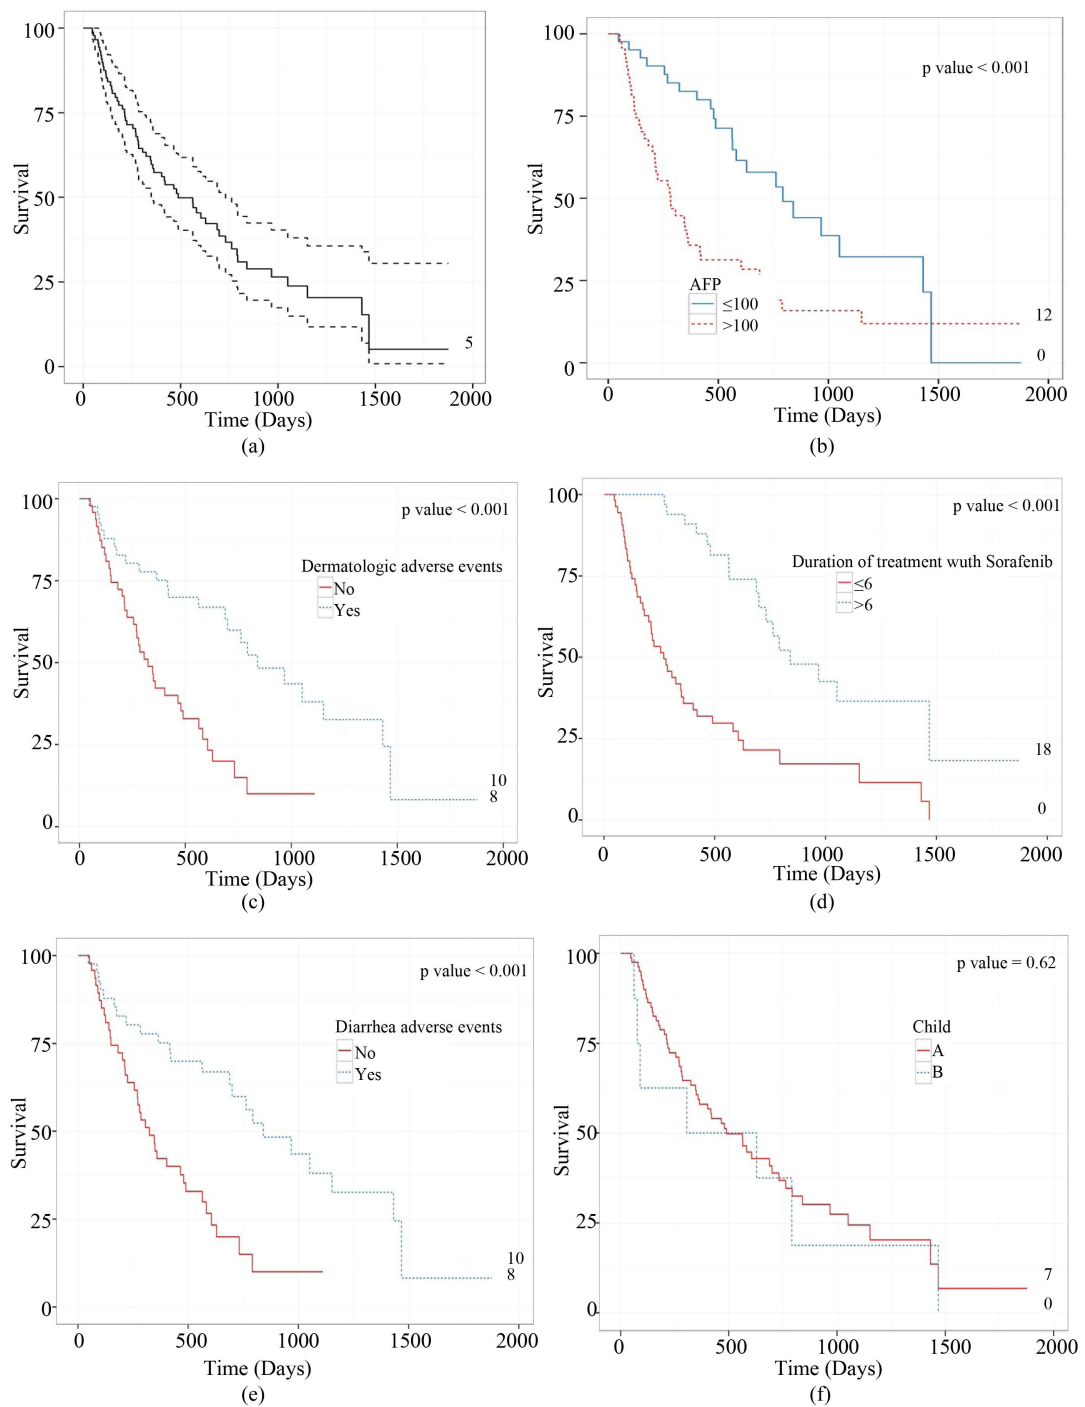 100
75
50
25
0
Survival
5
0 500 1000 1500 2000
Time (Days)
(a)
100
75
50
25
0
Survival
p value < 0.001
AFP
≤100
>100
12
0
0 500 1000 1500 2000
Time (Days)
(b)
100
75
50
25
0
Survival
p value < 0.001
Dermatologic adverse events
No
Yes
10
8
0 500 1000 1500 2000
Time (Days)
(c)
100
75
50
25
0
Survival
p value < 0.001
Duration of treatment wuth Sorafenib
≤6
>6
18
0
0 500 1000 1500 2000
Time (Days)
(d)
100
75
50
25
0
Survival
p value < 0.001
Diarrhea adverse events
No
Yes
10
8
0 500 1000 1500 2000
Time (Days)
(e)
100
75
50
25
0
Survival
p value = 0.62
Child
A
B
7
0
0 500 1000 1500 2000
Time (Days)
(f)